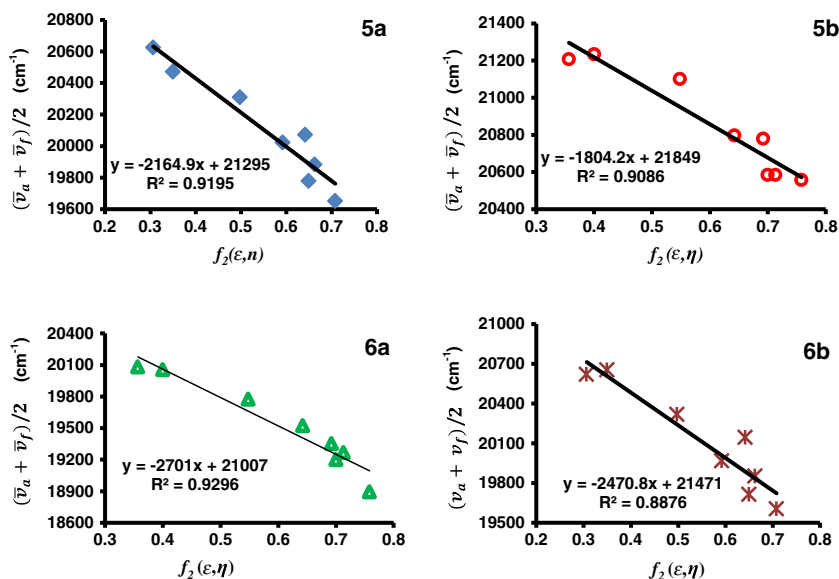 5a
20800
20600
20400
20200
20000
19800
19600
(ν̅a + ν̅f)/2 (cm-1)
y = -2164.9x + 21295
R² = 0.9195
0.2 0.3 0.4 0.5 0.6 0.7 0.8
f2(ε,n)
5b
21400
21200
21000
20800
20600
20400
(ν̅a + ν̅f)/2 (cm-1)
y = -1804.2x + 21849
R² = 0.9086
0.3 0.4 0.5 0.6 0.7 0.8
f2(ε,η)
6a
20400
20100
19800
19500
19200
18900
18600
(ν̅a + ν̅f)/2 (cm-1)
y = -2701x + 21007
R² = 0.9296
0.3 0.4 0.5 0.6 0.7 0.8
f2(ε,η)
6b
21000
20700
20400
20100
19800
19500
(νa + νf)/2 (cm-1)
y = -2470.8x + 21471
R² = 0.8876
0.2 0.3 0.4 0.5 0.6 0.7 0.8
f2(ε,η)